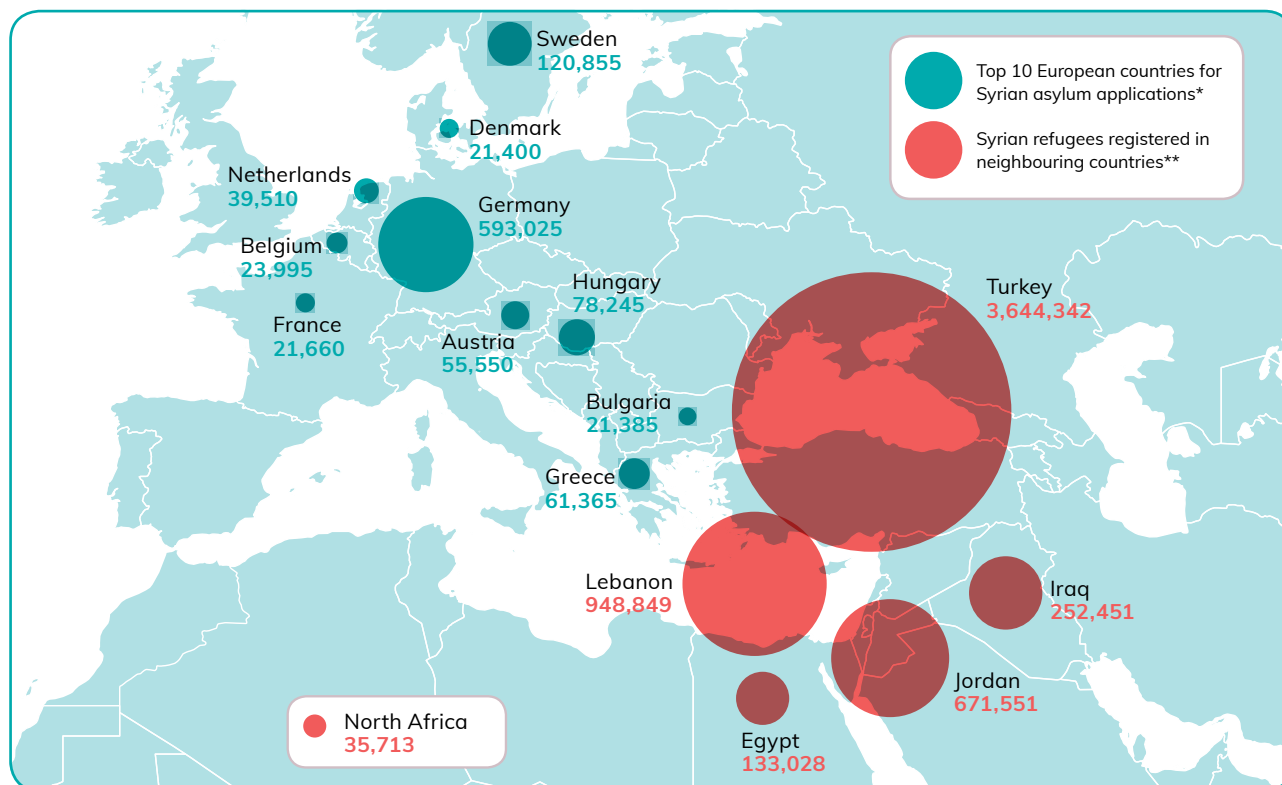 Sweden
120,855
Denmark
21,400
Netherlands
39,510
Germany
593,025
Belgium
23,995
Hungary
78,245
France
21,660
Austria
55,550
Bulgaria
21,385
Greece
61,365
Top 10 European countries for
Syrian asylum applications*
Syrian refugees registered in
neighbouring countries**
Turkey
3,644,342
Lebanon
948,849
Iraq
252,451
Jordan
671,551
Egypt
133,028
North Africa
35,713